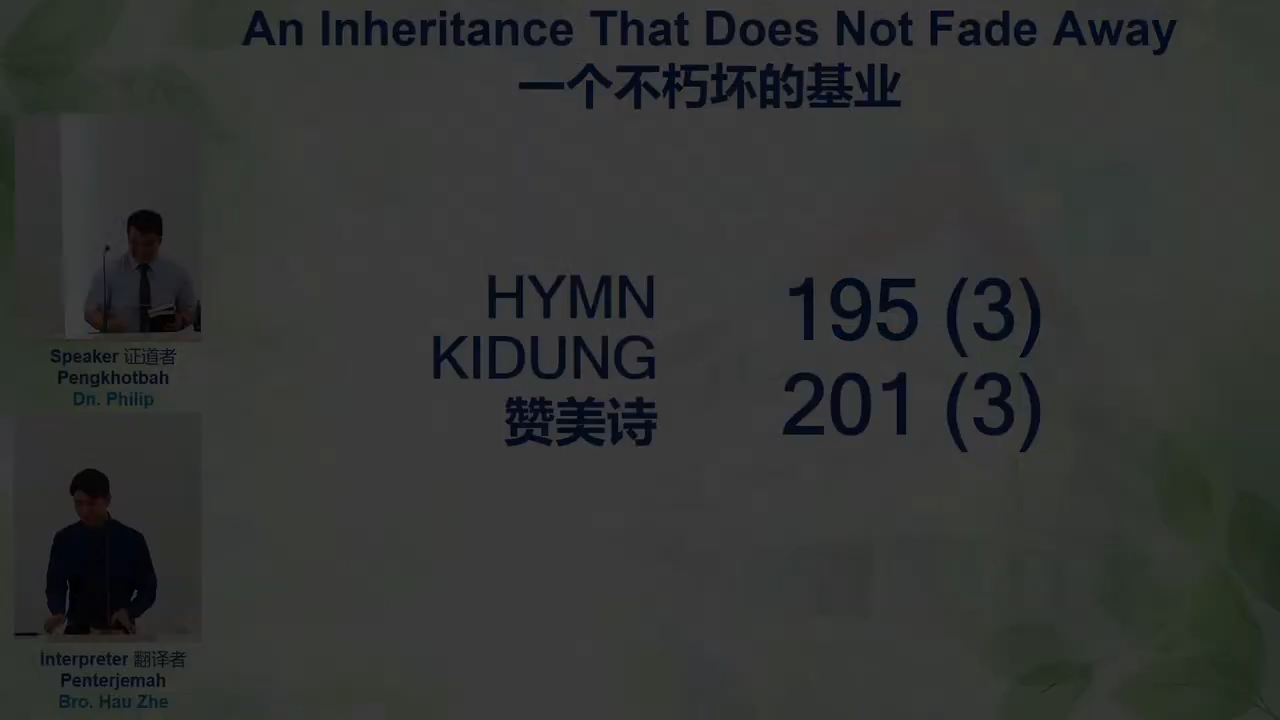 An Inheritance That Does Not Fade Away
一个不朽坏的基业
HYMN
KIDUNG
赞美诗
195 (3)
201 (3)
Speaker 证道者
Pengkhotbah
Dn. Philip
Interpreter 翻译者
Penterjemah
Bro. Hau Zhe